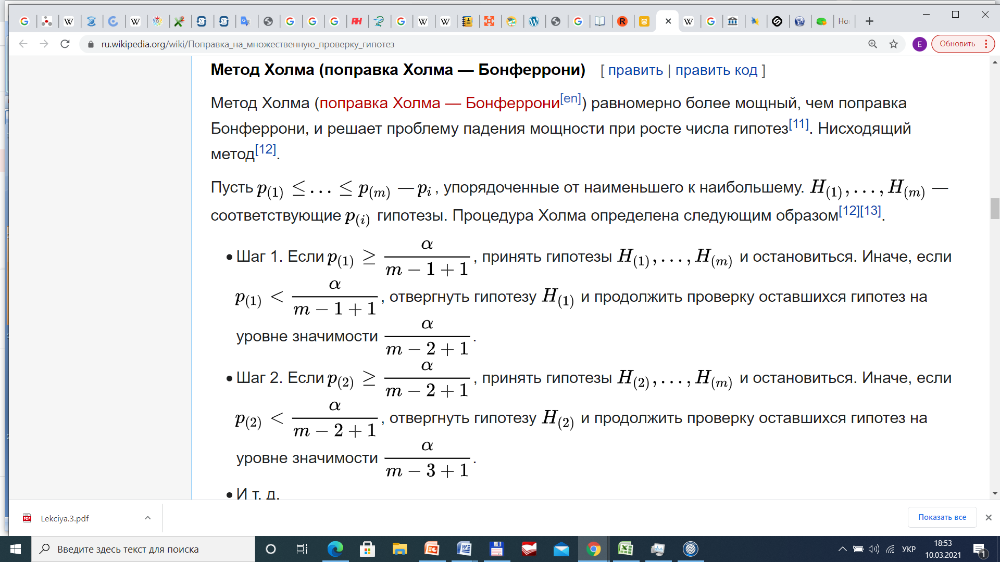 Но
ru.wikipedia.org/wiki/Поправка_на_множественную_проверку_гипотез
E
Обновить
Метод Холма (поправка Холма — Бонферрони) [ править | править код ]
Метод Холма (поправка Холма — Бонферрони[en]) равномерно более мощный, чем поправка
Бонферрони, и решает проблему падения мощности при росте числа гипотез[11]. Нисходящий
метод[12].
Пусть p(1) ≤ … ≤ p(m) — pi, упорядоченные от наименьшего к наибольшему. H(1), …, H(m) —
соответствующие p(i) гипотезы. Процедура Холма определена следующим образом[12][13].
• Шаг 1. Если p(1) ≥ α/(m − 1 + 1), принять гипотезы H(1), …, H(m) и остановиться. Иначе, если
p(1) < α/(m − 1 + 1), отвергнуть гипотезу H(1) и продолжить проверку оставшихся гипотез на
уровне значимости α/(m − 2 + 1).
• Шаг 2. Если p(2) ≥ α/(m − 2 + 1), принять гипотезы H(2), …, H(m) и остановиться. Иначе, если
p(2) < α/(m − 2 + 1), отвергнуть гипотезу H(2) и продолжить проверку оставшихся гипотез на
уровне значимости α/(m − 3 + 1).
• И т. д.
Lekciya.3.pdf
Показать все
Введите здесь текст для поиска
УКР
18:53
10.03.2021
1